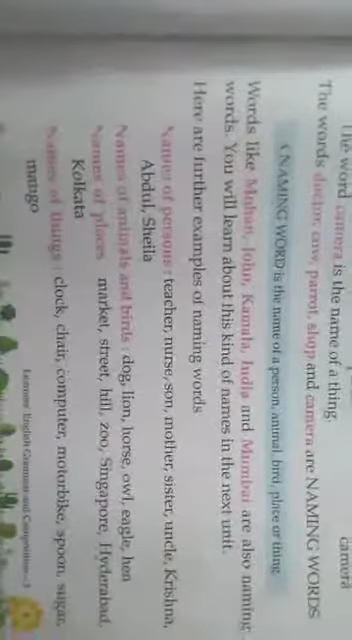 camera
The word camera is the name of a thing.
The words doctor, cow, parrot, shop and camera are NAMING WORDS
A NAMING WORD is the name of a person, animal, bird, place or thing.
Words like Mohan, John, Kamala, India and Mumbai are also naming
words. You will learn about this kind of names in the next unit.
Here are further examples of naming words
Names of persons : teacher, nurse, son, mother, sister, uncle, Krishna,
Abdul, Sheila
Names of animals and birds : dog, lion, horse, owl, eagle, hen
Names of places market, street, hill, zoo, Singapore, Hyderabad,
Kolkata
Names of things : clock, chair, computer, motorbike, spoon, sugar,
mango
English Grammar and Composition—3